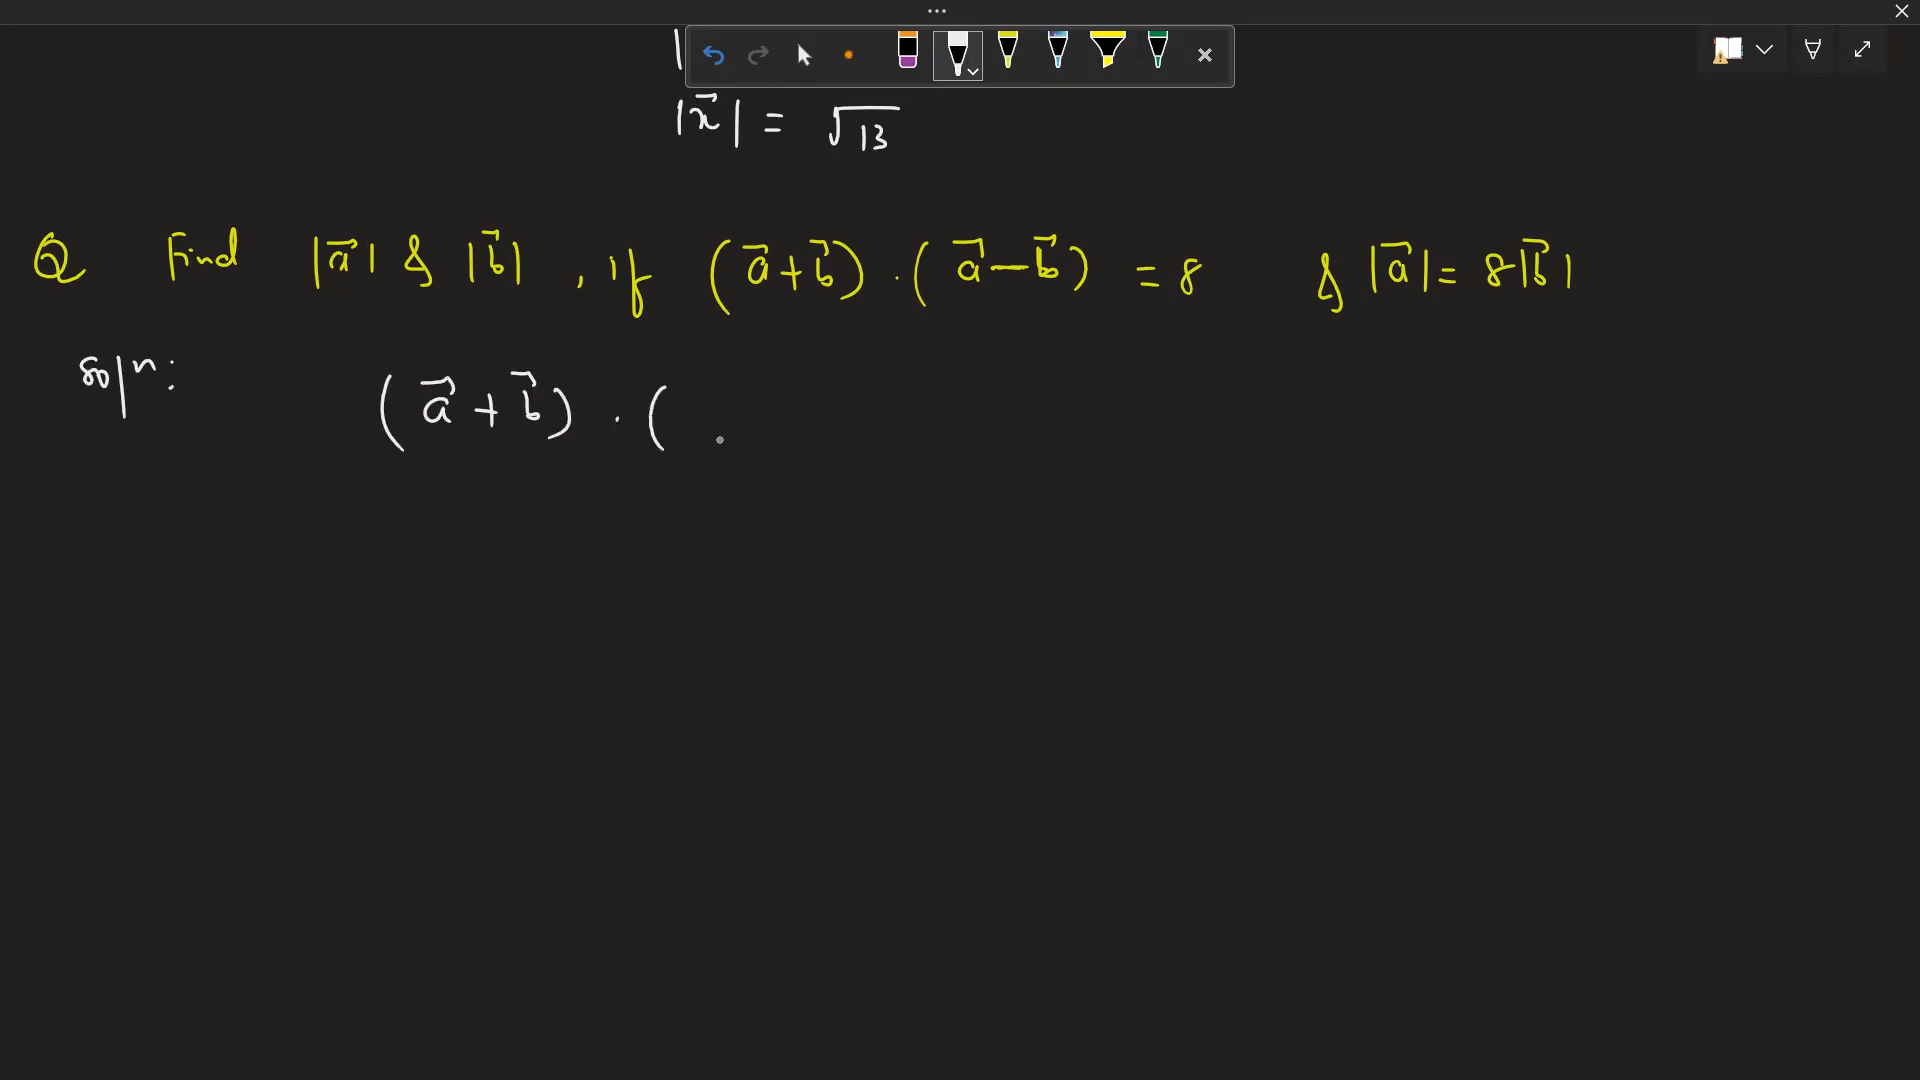 |x⃗| = √13
Q Find |a⃗| & |b⃗| , if (a⃗+b⃗) . (a⃗−b⃗) = 8 & |a⃗| = 8|b⃗|
Solⁿ: (a⃗ + b⃗) . (